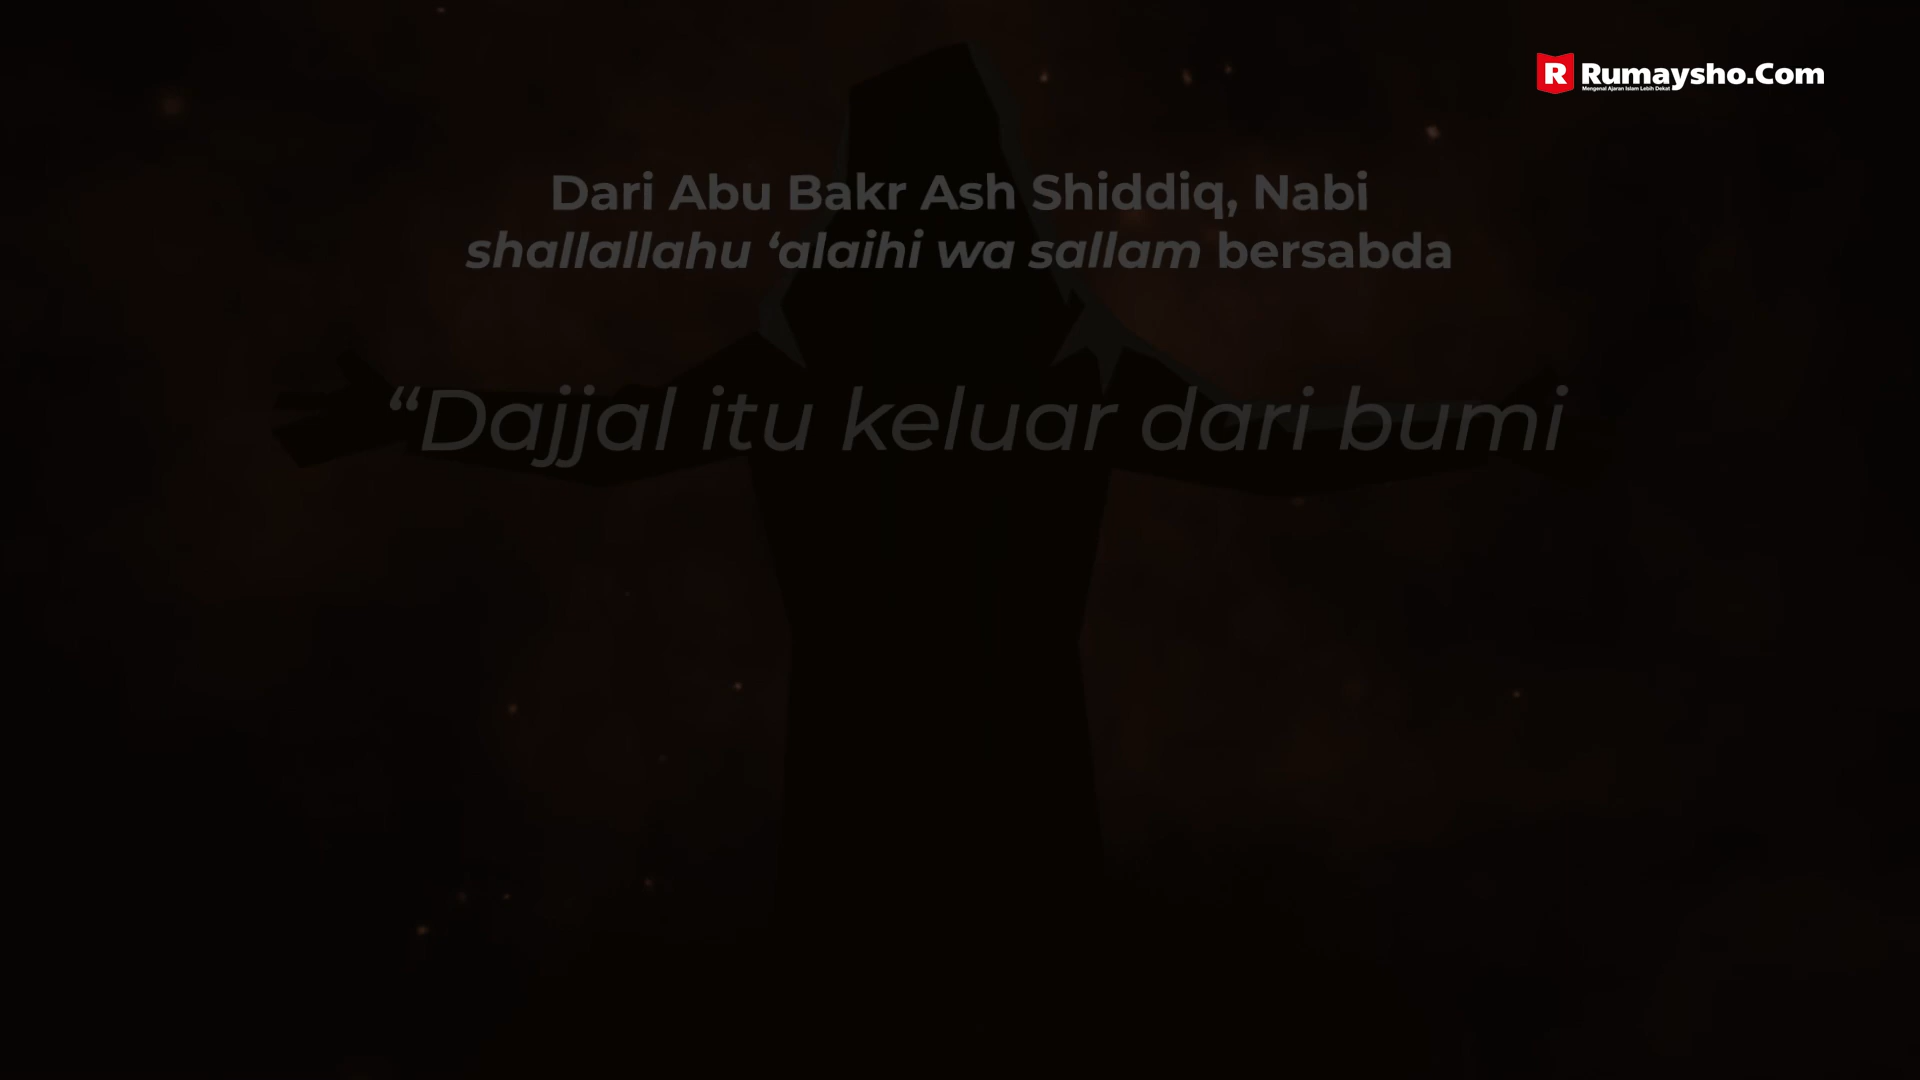 Rumaysho.Com
Mengenal Ajaran Islam Lebih Dekat
Dari Abu Bakr Ash Shiddiq, Nabi
shallallahu ‘alaihi wa sallam bersabda
“Dajjal itu keluar dari bumi